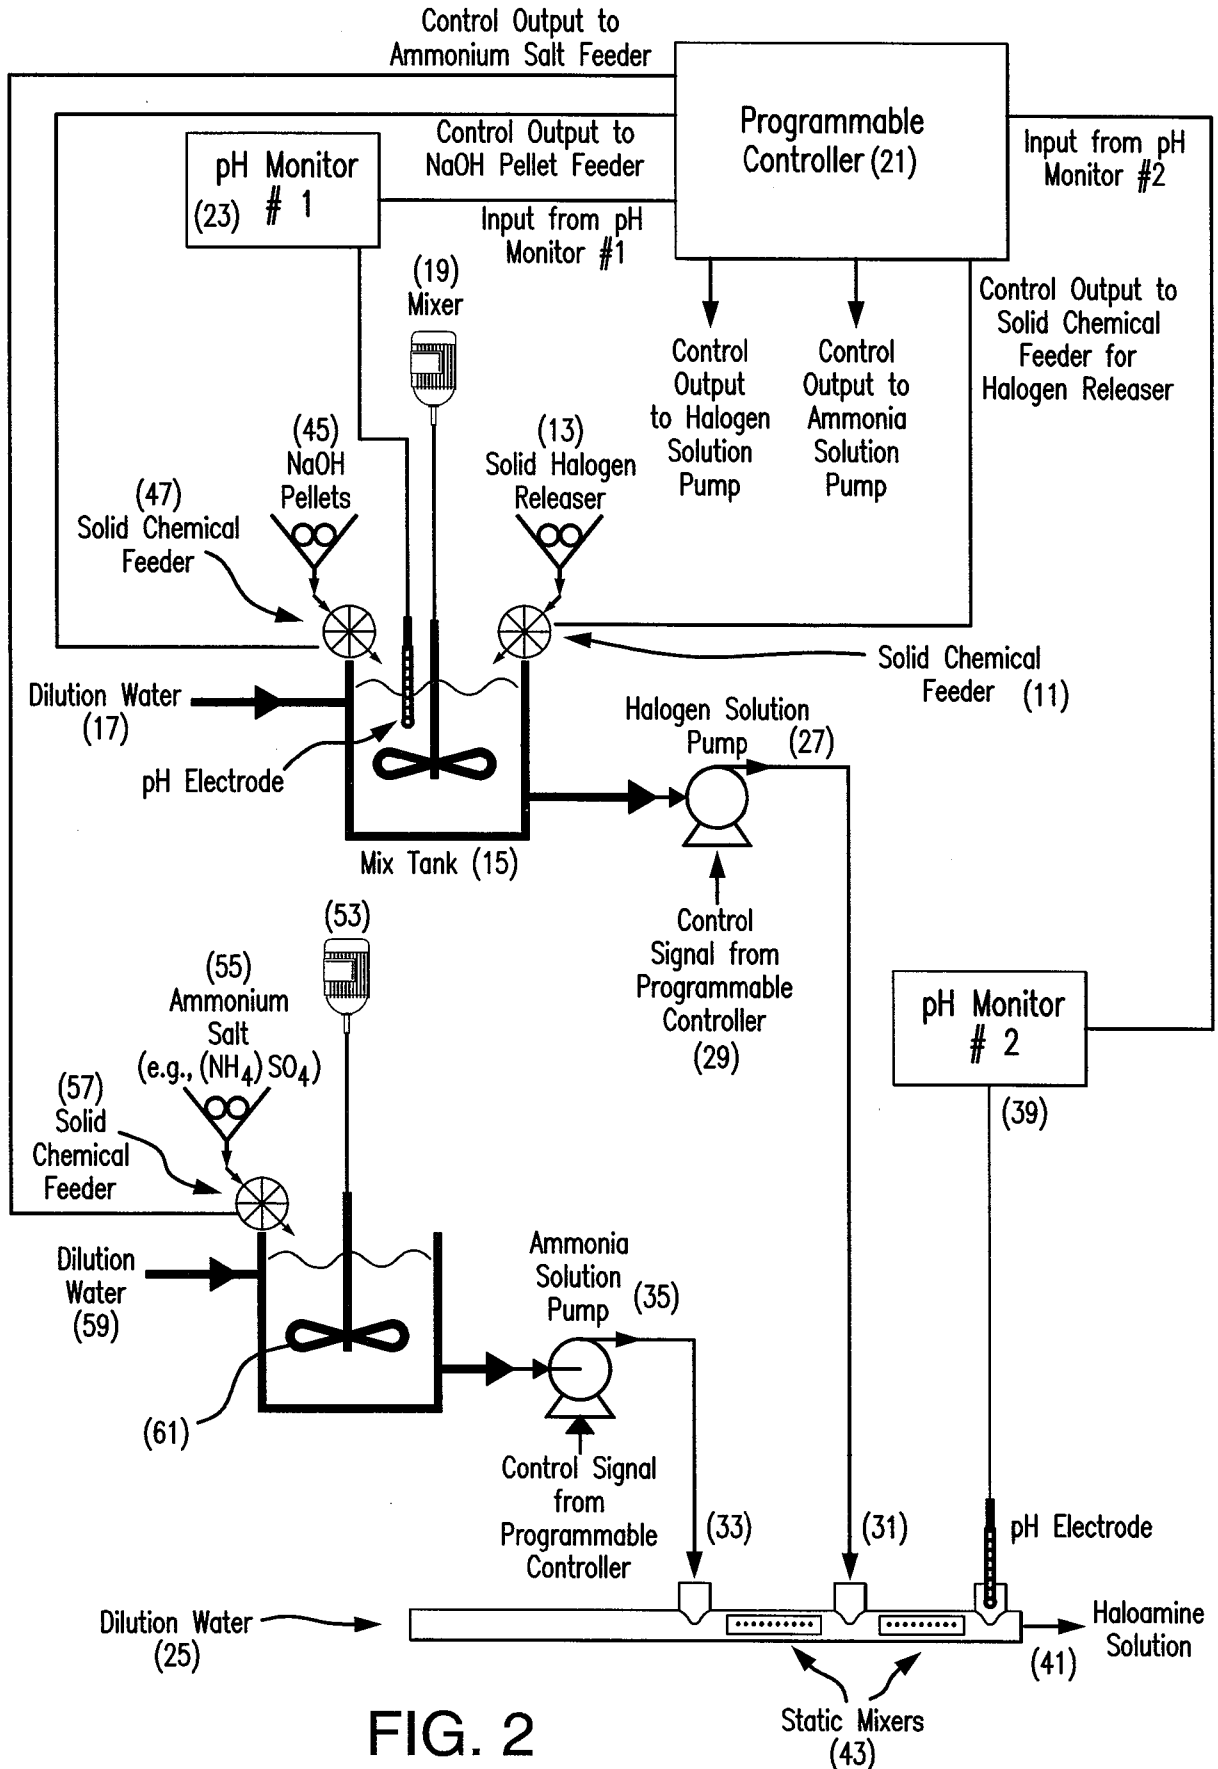 Control Output to
Ammonium Salt Feeder
Programmable
Controller (21)
Control Output to
NaOH Pellet Feeder
pH Monitor
# 1
(23)
Input from pH
Monitor #1
Input from pH
Monitor #2
(19)
Mixer
Control
Output
to Halogen
Solution
Pump
Control
Output to
Ammonia
Solution
Pump
Control Output to
Solid Chemical
Feeder for
Halogen Releaser
(45)
NaOH
Pellets
(13)
Solid Halogen
Releaser
(47)
Solid Chemical
Feeder
Solid Chemical
Feeder (11)
Dilution Water
(17)
pH Electrode
Halogen Solution
Pump (27)
Mix Tank (15)
Control
Signal from
Programmable
Controller
(29)
(53)
(55)
Ammonium
Salt
(e.g., (NH4) SO4)
(57)
Solid
Chemical
Feeder
pH Monitor
# 2
(39)
Dilution
Water
(59)
Ammonia
Solution
Pump (35)
(61)
Control Signal
from
Programmable
Controller
(33)
(31)
pH Electrode
Dilution Water
(25)
Haloamine
Solution
(41)
Static Mixers
(43)
FIG. 2